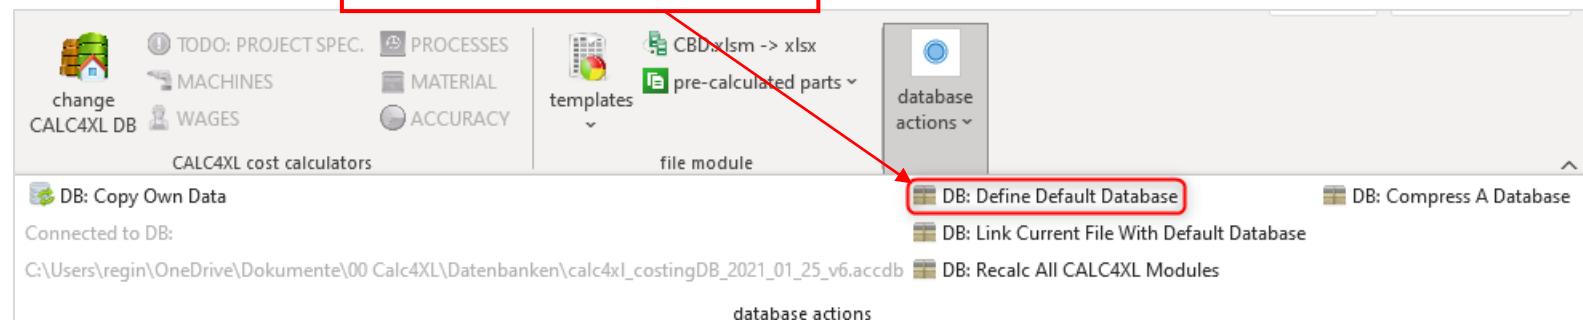 change
CALC4XL DB
TODO: PROJECT SPEC.
MACHINES
WAGES
PROCESSES
MATERIAL
ACCURACY
CALC4XL cost calculators
templates
CBD.xlsm -> xlsx
pre-calculated parts
file module
database
actions
DB: Copy Own Data
Connected to DB:
C:\Users\regin\OneDrive\Dokumente\00 Calc4XL\Datenbanken\calc4xl_costingDB_2021_01_25_v6.accdb
DB: Define Default Database
DB: Link Current File With Default Database
DB: Recalc All CALC4XL Modules
DB: Compress A Database
database actions